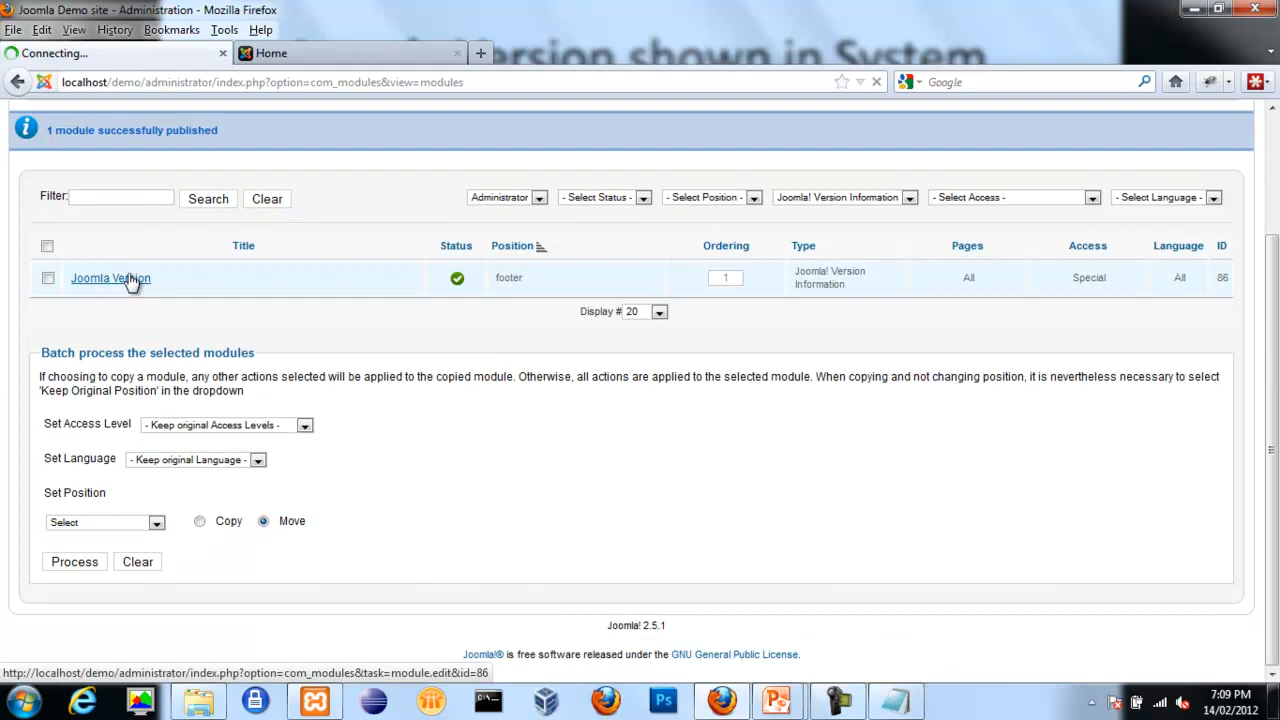 Joomla Demo site - Administration - Mozilla Firefox
File Edit View History Bookmarks Tools Help
Version shown in System
Connecting...
Home
localhost/demo/administrator/index.php?option=com_modules&view=modules
Google
1 module successfully published
Filter:
Search
Clear
Administrator
- Select Status -
- Select Position -
Joomla! Version Information
- Select Access -
- Select Language -
Title Status Position Ordering Type Pages Access Language ID
Joomla Version footer 1 Joomla! Version All Special All 86
Information
Display # 20
Batch process the selected modules
If choosing to copy a module, any other actions selected will be applied to the copied module. Otherwise, all actions are applied to the selected module. When copying and not changing position, it is nevertheless necessary to select
'Keep Original Position' in the dropdown
Set Access Level - Keep original Access Levels -
Set Language - Keep original Language -
Set Position
Select Copy Move
Process Clear
Joomla! 2.5.1
Joomla!® is free software released under the GNU General Public License.
http://localhost/demo/administrator/index.php?option=com_modules&task=module.edit&id=86
Ps
7:09 PM
14/02/2012